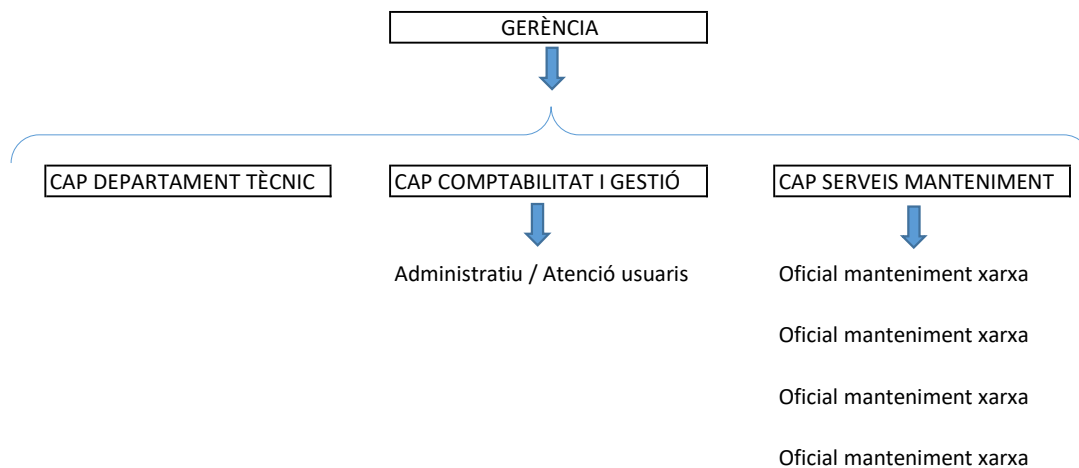 GERÈNCIA
CAP DEPARTAMENT TÈCNIC
CAP COMPTABILITAT I GESTIÓ
CAP SERVEIS MANTENIMENT
Administratiu / Atenció usuaris
Oficial manteniment xarxa
Oficial manteniment xarxa
Oficial manteniment xarxa
Oficial manteniment xarxa